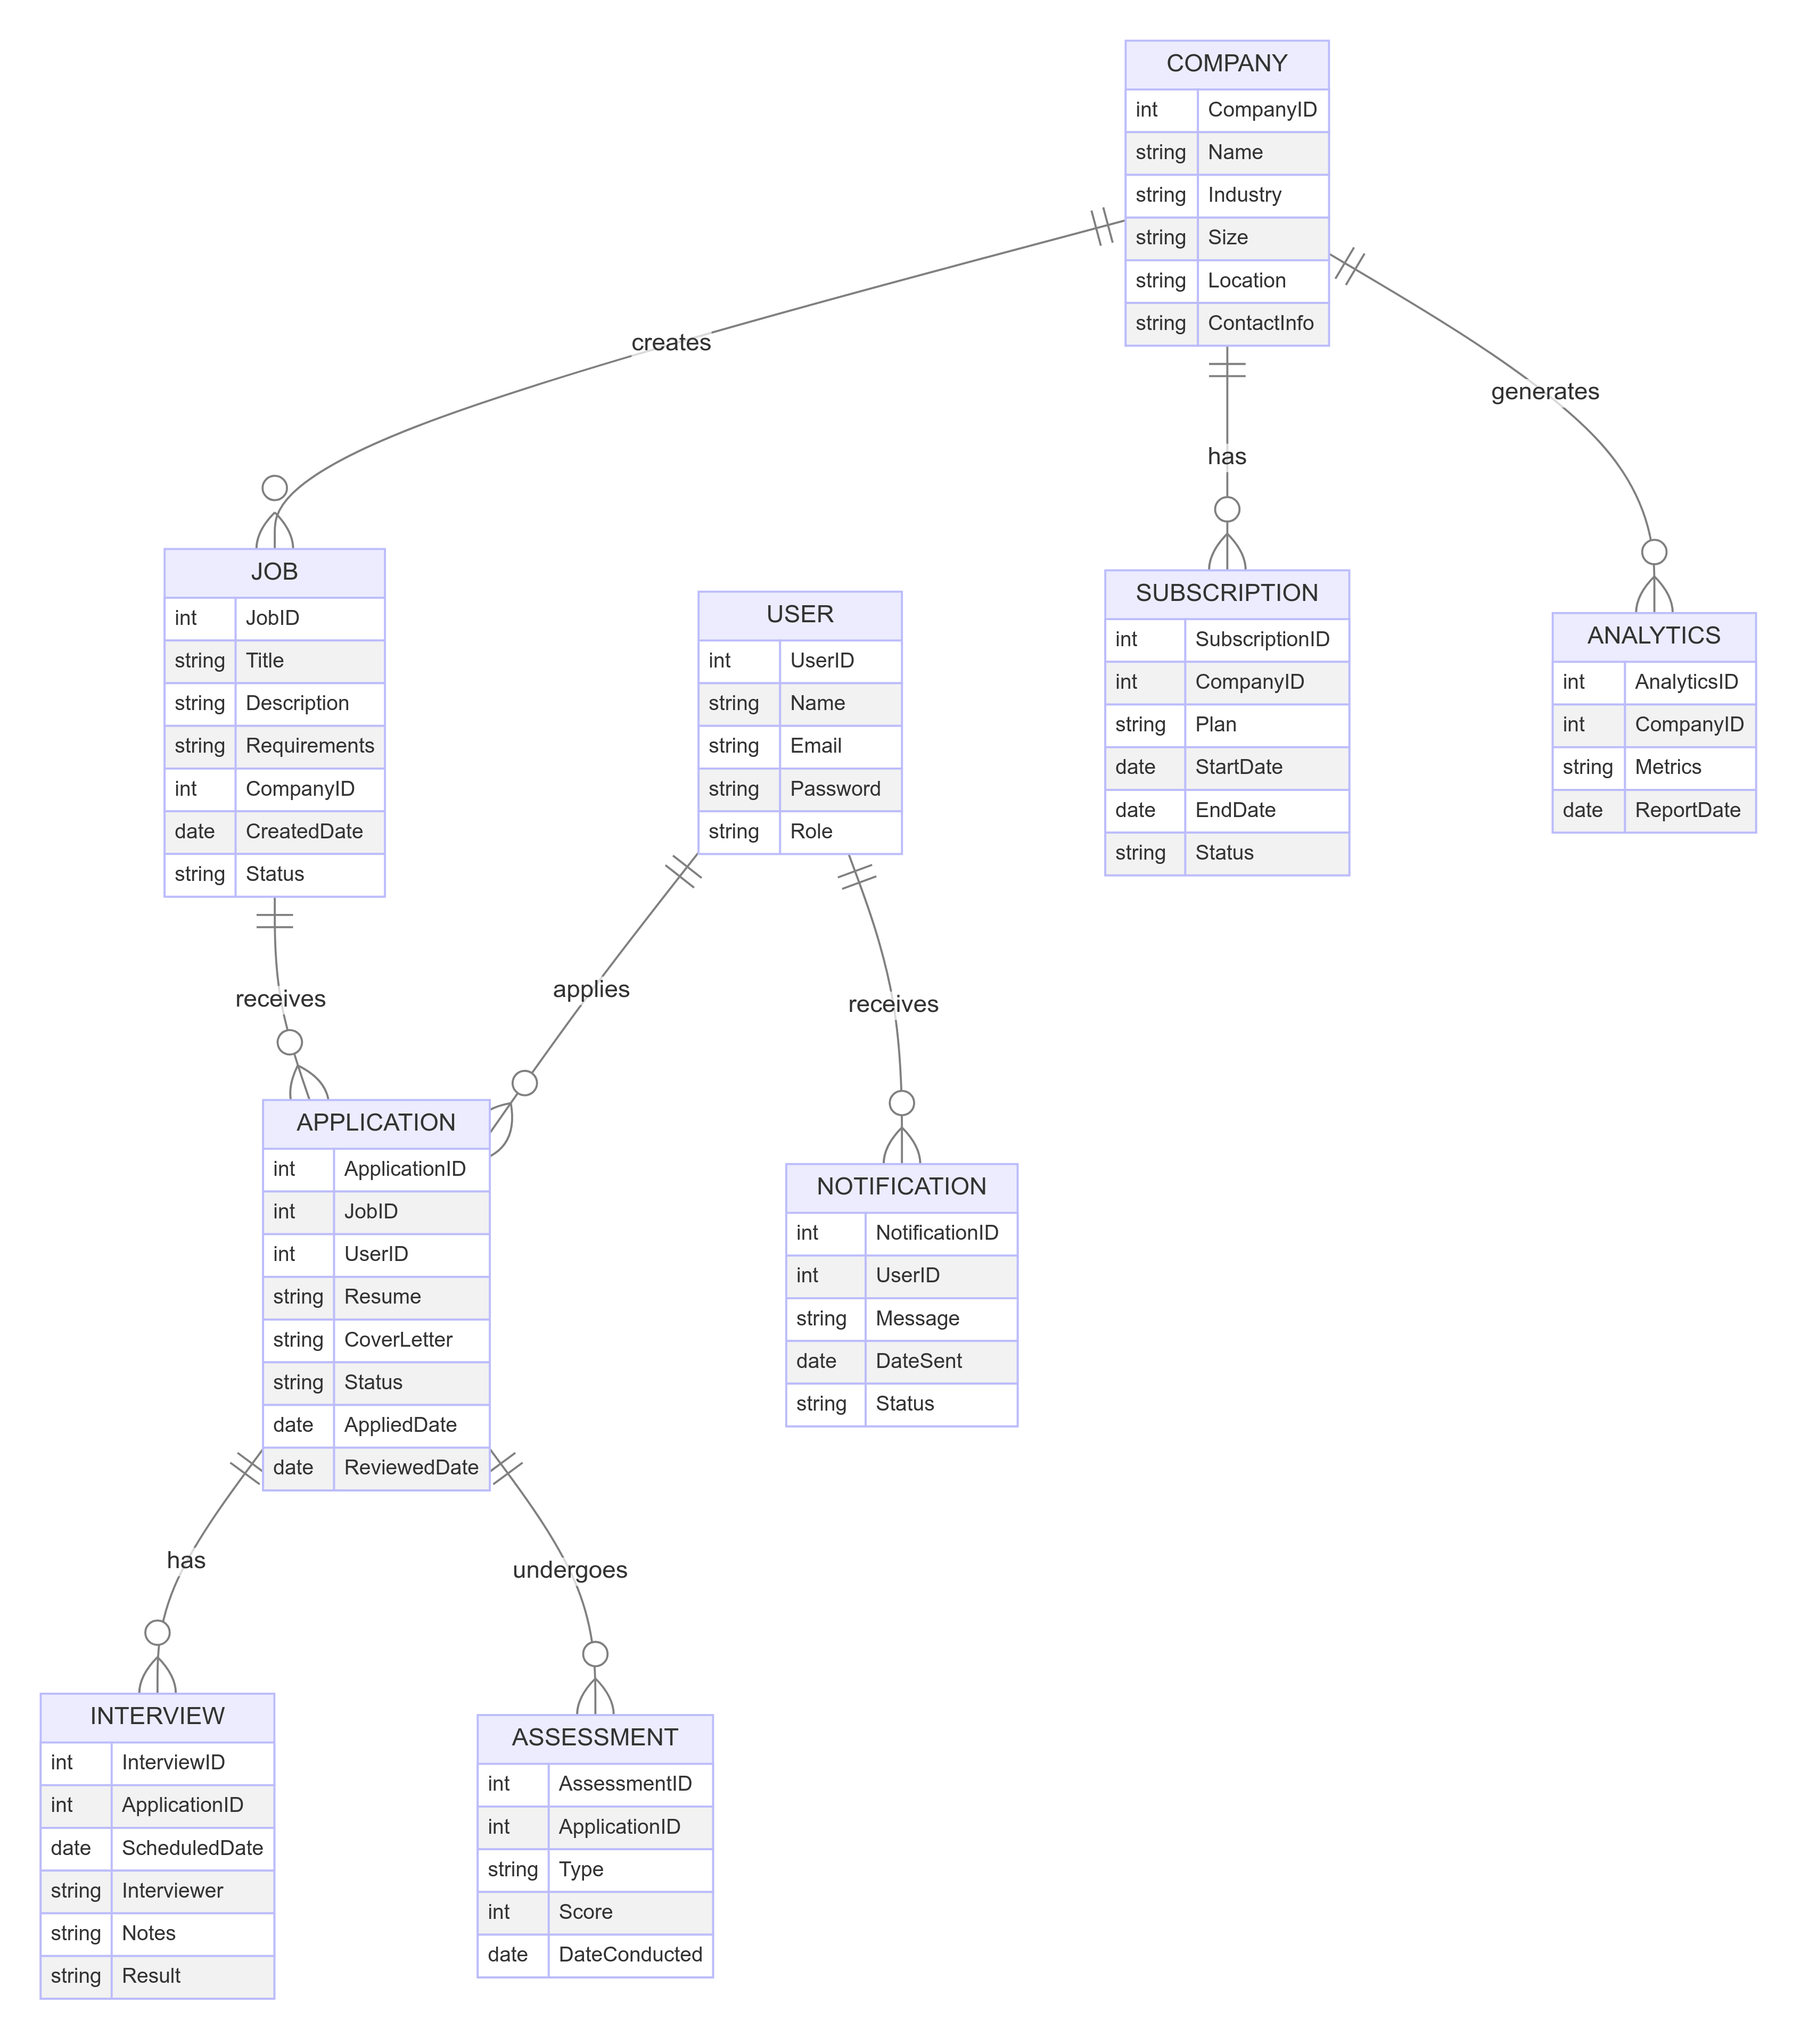 COMPANY
int CompanyID
string Name
string Industry
string Size
string Location
string ContactInfo
creates
generates
has
JOB
int JobID
string Title
string Description
string Requirements
int CompanyID
date CreatedDate
string Status
USER
int UserID
string Name
string Email
string Password
string Role
SUBSCRIPTION
int SubscriptionID
int CompanyID
string Plan
date StartDate
date EndDate
string Status
ANALYTICS
int AnalyticsID
int CompanyID
string Metrics
date ReportDate
receives
applies
receives
APPLICATION
int ApplicationID
int JobID
int UserID
string Resume
string CoverLetter
string Status
date AppliedDate
date ReviewedDate
NOTIFICATION
int NotificationID
int UserID
string Message
date DateSent
string Status
has
undergoes
INTERVIEW
int InterviewID
int ApplicationID
date ScheduledDate
string Interviewer
string Notes
string Result
ASSESSMENT
int AssessmentID
int ApplicationID
string Type
int Score
date DateConducted